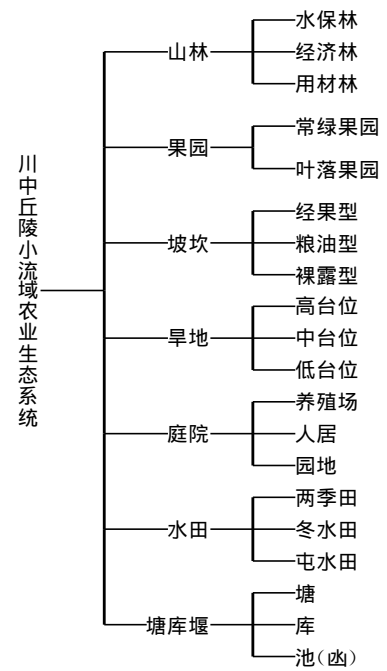 川中丘陵小流域农业生态系统
山林
水保林
经济林
用材林
果园
常绿果园
叶落果园
坡坎
经果型
粮油型
裸露型
旱地
高台位
中台位
低台位
庭院
养殖场
人居
园地
水田
两季田
冬水田
屯水田
塘库堰
塘
库
池(凼)